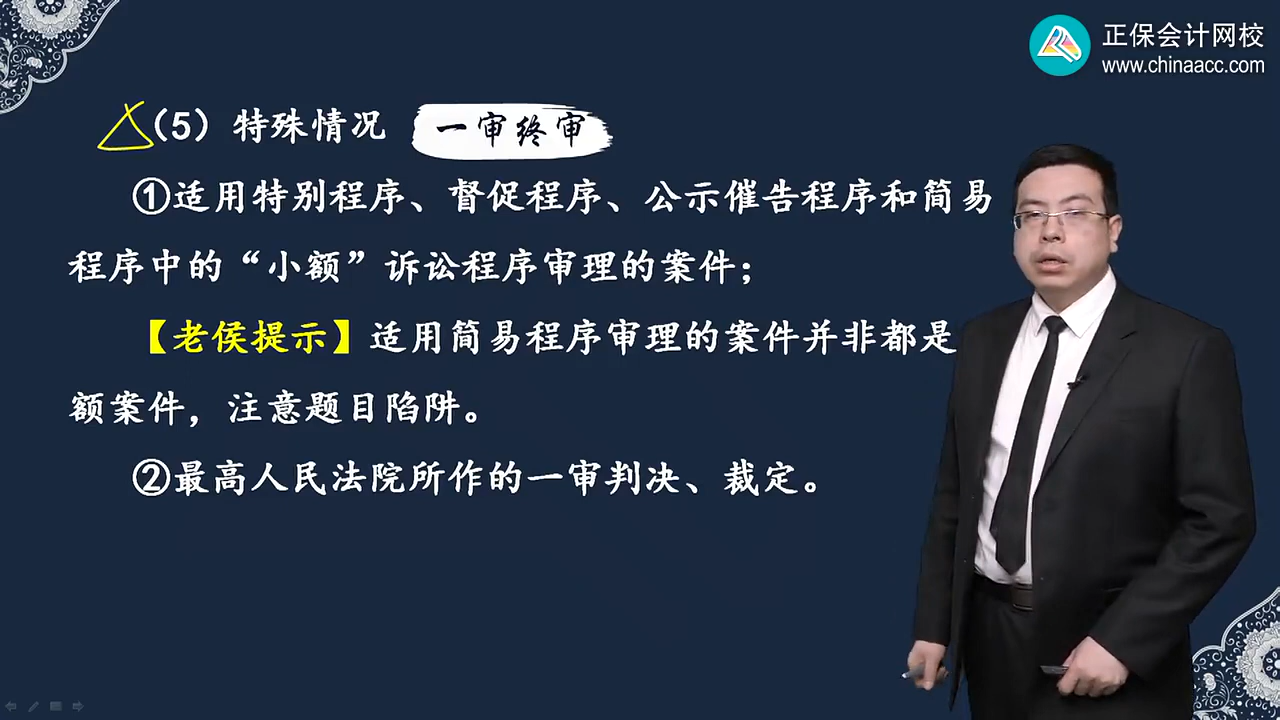 正保会计网校
www.chinaacc.com
(5)特殊情况 一审终审
①适用特别程序、督促程序、公示催告程序和简易
程序中的“小额”诉讼程序审理的案件；
【老侯提示】适用简易程序审理的案件并非都是
额案件，注意题目陷阱。
②最高人民法院所作的一审判决、裁定。